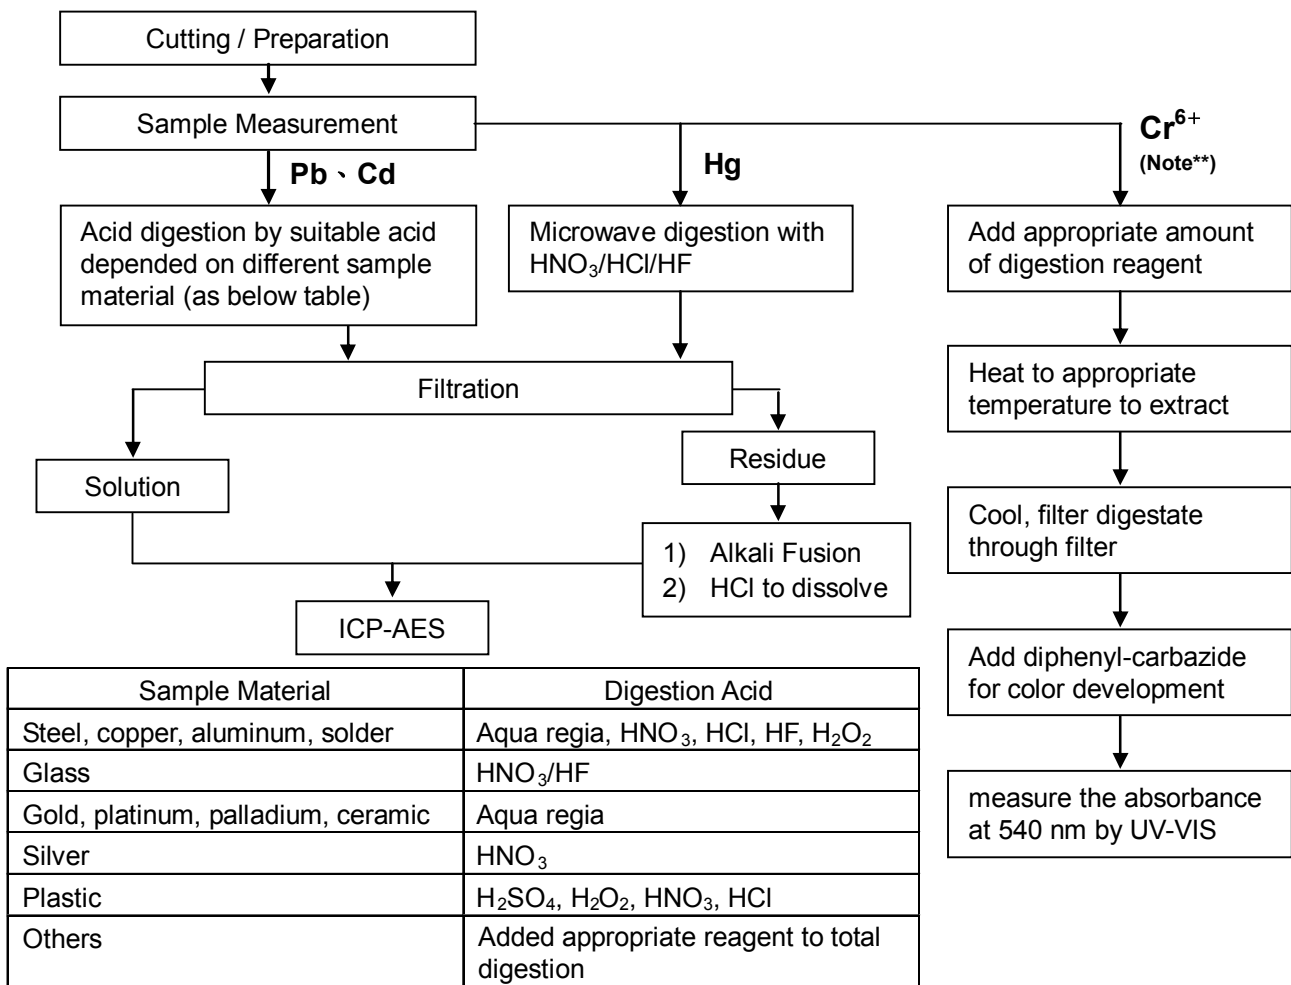 Cutting / Preparation
Sample Measurement
Pb、Cd
Hg
Cr⁶⁺
(Note**)
Acid digestion by suitable acid
depended on different sample
material (as below table)
Microwave digestion with
HNO₃/HCl/HF
Add appropriate amount
of digestion reagent
Filtration
Heat to appropriate
temperature to extract
Solution
Residue
1) Alkali Fusion
2) HCl to dissolve
Cool, filter digestate
through filter
ICP-AES
Add diphenyl-carbazide
for color development
measure the absorbance
at 540 nm by UV-VIS
Sample Material Digestion Acid
Steel, copper, aluminum, solder Aqua regia, HNO₃, HCl, HF, H₂O₂
Glass HNO₃/HF
Gold, platinum, palladium, ceramic Aqua regia
Silver HNO₃
Plastic H₂SO₄, H₂O₂, HNO₃, HCl
Others Added appropriate reagent to total
digestion